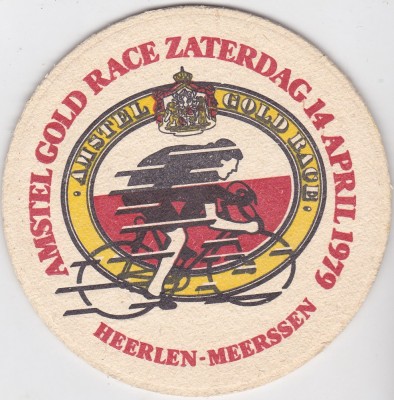 AMSTEL GOLD RACE ZATERDAG 14 APRIL 1979
· AMSTEL GOLD RACE ·
HEERLEN-MEERSSEN